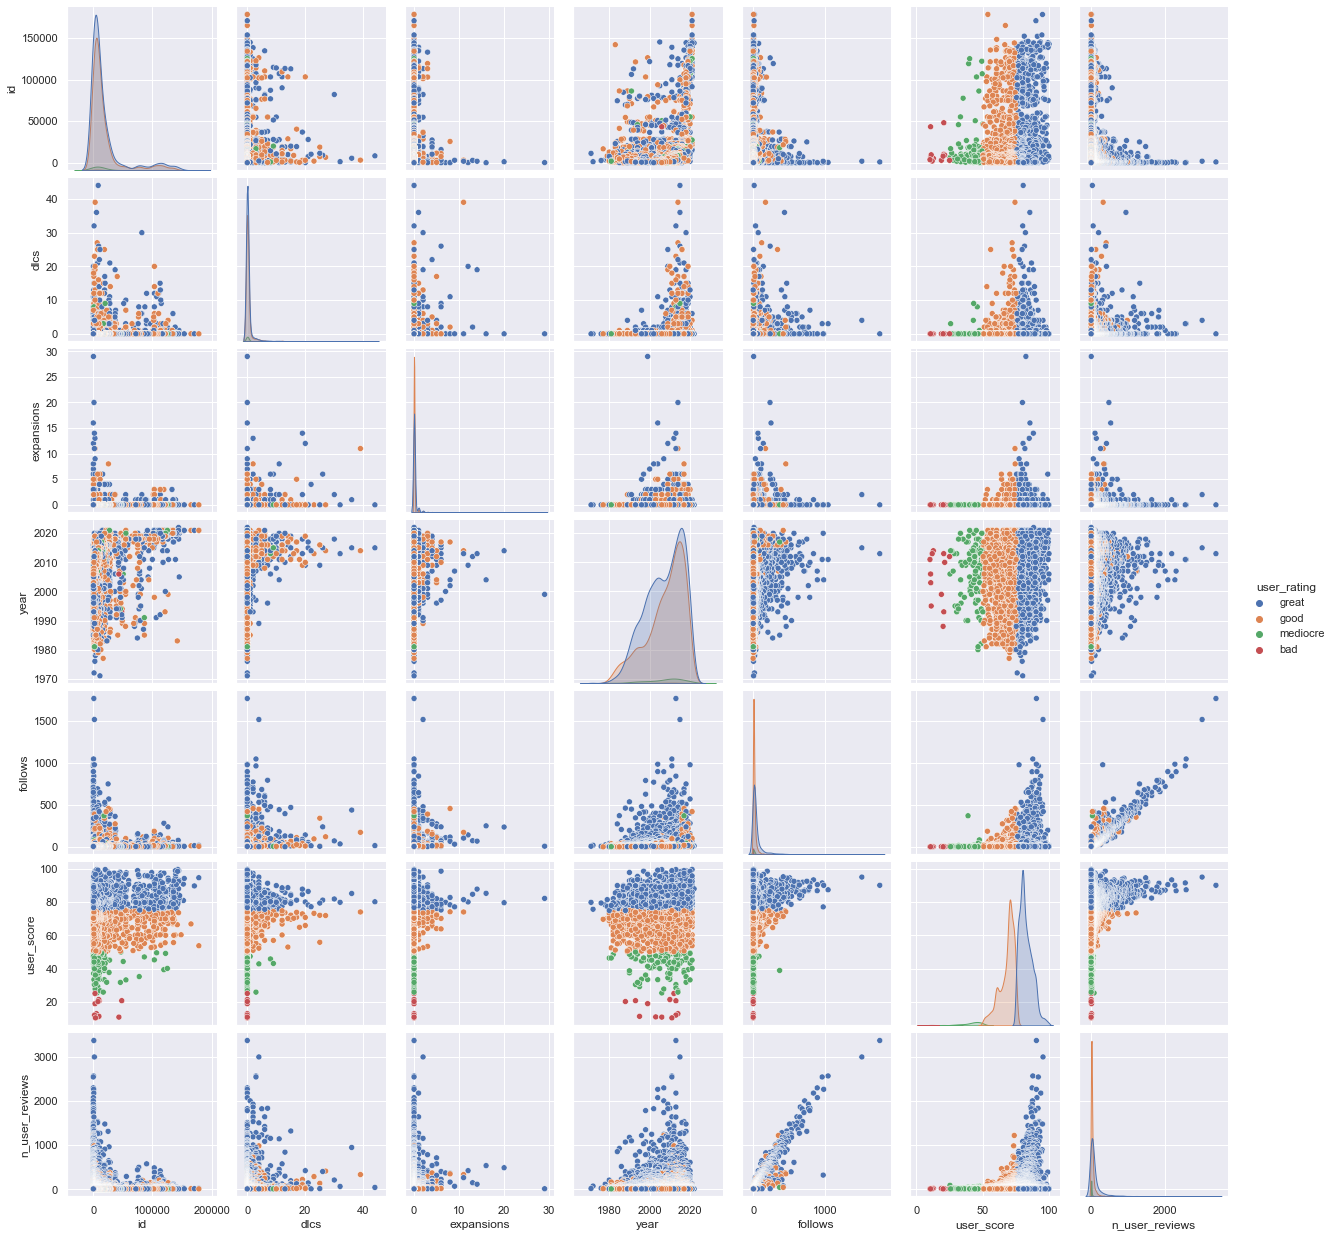 150000
100000
50000
0
id
40
30
20
10
0
dlcs
30
25
20
15
10
5
0
expansions
2020
2010
2000
1990
1980
1970
year
user_rating
great
good
mediocre
bad
1500
1000
500
0
follows
100
80
60
40
20
user_score
3000
2000
1000
0
n_user_reviews
0 100000 200000 0 20 40 0 10 20 30 1980 2000 2020 0 1000 0 50 100 0 2000
id dlcs expansions year follows user_score n_user_reviews